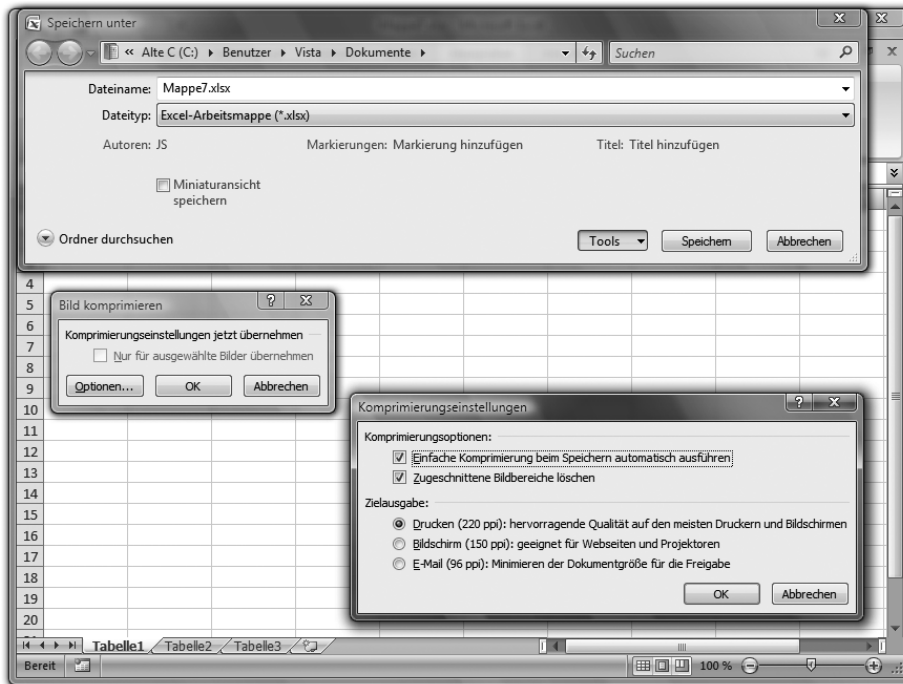 Speichern unter
« Alte C (C:) ▸ Benutzer ▸ Vista ▸ Dokumente ▸ Suchen
Dateiname: Mappe7.xlsx
Dateityp: Excel-Arbeitsmappe (*.xlsx)
Autoren: JS Markierungen: Markierung hinzufügen Titel: Titel hinzufügen
Miniaturansicht
speichern
Ordner durchsuchen Tools Speichern Abbrechen
4
5
6
7
8
9
10
11
12
13
14
15
16
17
18
19
20
Bild komprimieren
Komprimierungseinstellungen jetzt übernehmen
Nur für ausgewählte Bilder übernehmen
Optionen... OK Abbrechen
Komprimierungseinstellungen
Komprimierungsoptionen:
Einfache Komprimierung beim Speichern automatisch ausführen
Zugeschnittene Bildbereiche löschen
Zielausgabe:
Drucken (220 ppi): hervorragende Qualität auf den meisten Druckern und Bildschirmen
Bildschirm (150 ppi): geeignet für Webseiten und Projektoren
E-Mail (96 ppi): Minimieren der Dokumentgröße für die Freigabe
OK Abbrechen
Tabelle1 Tabelle2 Tabelle3
Bereit 100 %